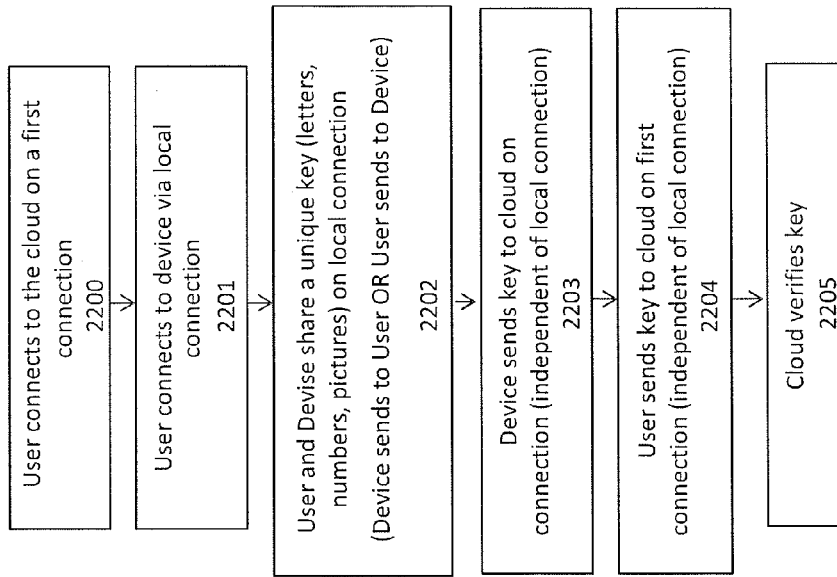 User connects to the cloud on a first
connection
2200
User connects to device via local
connection
2201
User and Devise share a unique key (letters,
numbers, pictures) on local connection
(Device sends to User OR User sends to Device)
2202
Device sends key to cloud on
connection (independent of local connection)
2203
User sends key to cloud on first
connection (independent of local connection)
2204
Cloud verifies key
2205